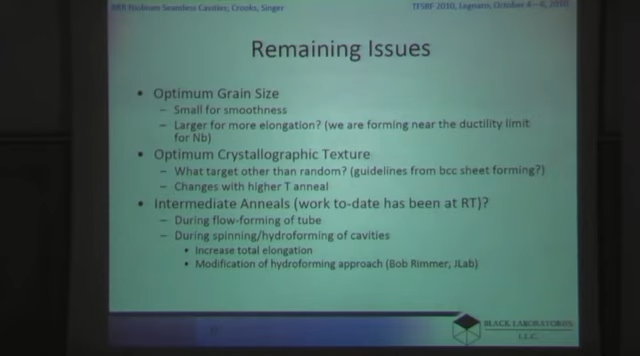 RRR Niobium Seamless Cavities, Crooks, Singer
TFSRF 2010, Legnaro, October 4–6, 2010
Remaining Issues
• Optimum Grain Size
– Small for smoothness
– Larger for more elongation? (we are forming near the ductility limit
for Nb)
• Optimum Crystallographic Texture
– What target other than random? (guidelines from bcc sheet forming?)
– Changes with higher T anneal
• Intermediate Anneals (work to-date has been at RT)?
– During flow-forming of tube
– During spinning/hydroforming of cavities
• Increase total elongation
• Modification of hydroforming approach (Bob Rimmer, JLab)
BLACK LABORATORIES
L.L.C.